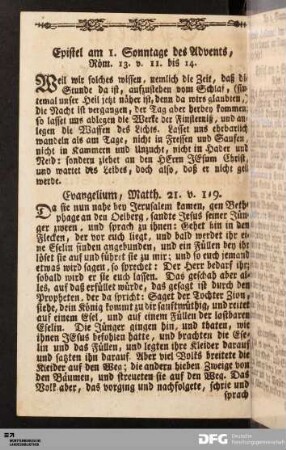 Epistel am 1. Sonntage des Advents,
Röm. 13. v. 11. bis 14.
Weil wir solches wissen, nemlich die Zeit, daß die
Stunde da ist, aufzustehen vom Schlaf, (sin-
temal unser Heil jetzt näher ist, denn da wirs glaubten,)
die Nacht ist vergangen, der Tag aber herbey kommen;
so lasset uns ablegen die Werke der Finsterniß, und an-
legen die Waffen des Lichts. Lasset uns ehrbarlich
wandeln als am Tage, nicht in Fressen und Saufen,
nicht in Kammern und Unzucht, nicht in Hader und
Neid: sondern ziehet an den HErrn JEsum Christ,
und wartet des Leibes, doch also, daß er nicht geil
werde.
Evangelium, Matth. 21. v. 1=9.
Da sie nun nahe bey Jerusalem kamen, gen Beth-
phage an den Oelberg, sandte Jesus seiner Jün-
ger zween, und sprach zu ihnen: Gehet hin in den
Flecken, der vor euch liegt, und bald werdet ihr ei-
ne Eselin finden angebunden, und ein Füllen bey ihr
löset sie auf und führet sie zu mir; und so euch jemand
etwas wird sagen, so sprechet: Der Herr bedarf ihr;
sobald wird er sie euch lassen. Das geschah aber al-
les, auf daß erfüllet würde, das gesagt ist durch den
Propheten, der da spricht: Saget der Tochter Zion,
siehe, dein König kommt zu dir sanftmüthig, und reitet
auf einem Esel, und auf einem Füllen der lastbaren
Eselin. Die Jünger gingen hin, und thaten, wie
ihnen JEsus befohlen hatte, und brachten die Ese-
lin und das Füllen, und legten ihre Kleider darauf
und satzten ihn darauf. Aber viel Volks breitete die
Kleider auf den Weg; die andern hieben Zweige von
den Bäumen, und streueten sie auf den Weg. Das
Volk aber, das vorging und nachfolgete, schrie und
sprach
DFG
Deutsche
Forschungsgemeinschaft